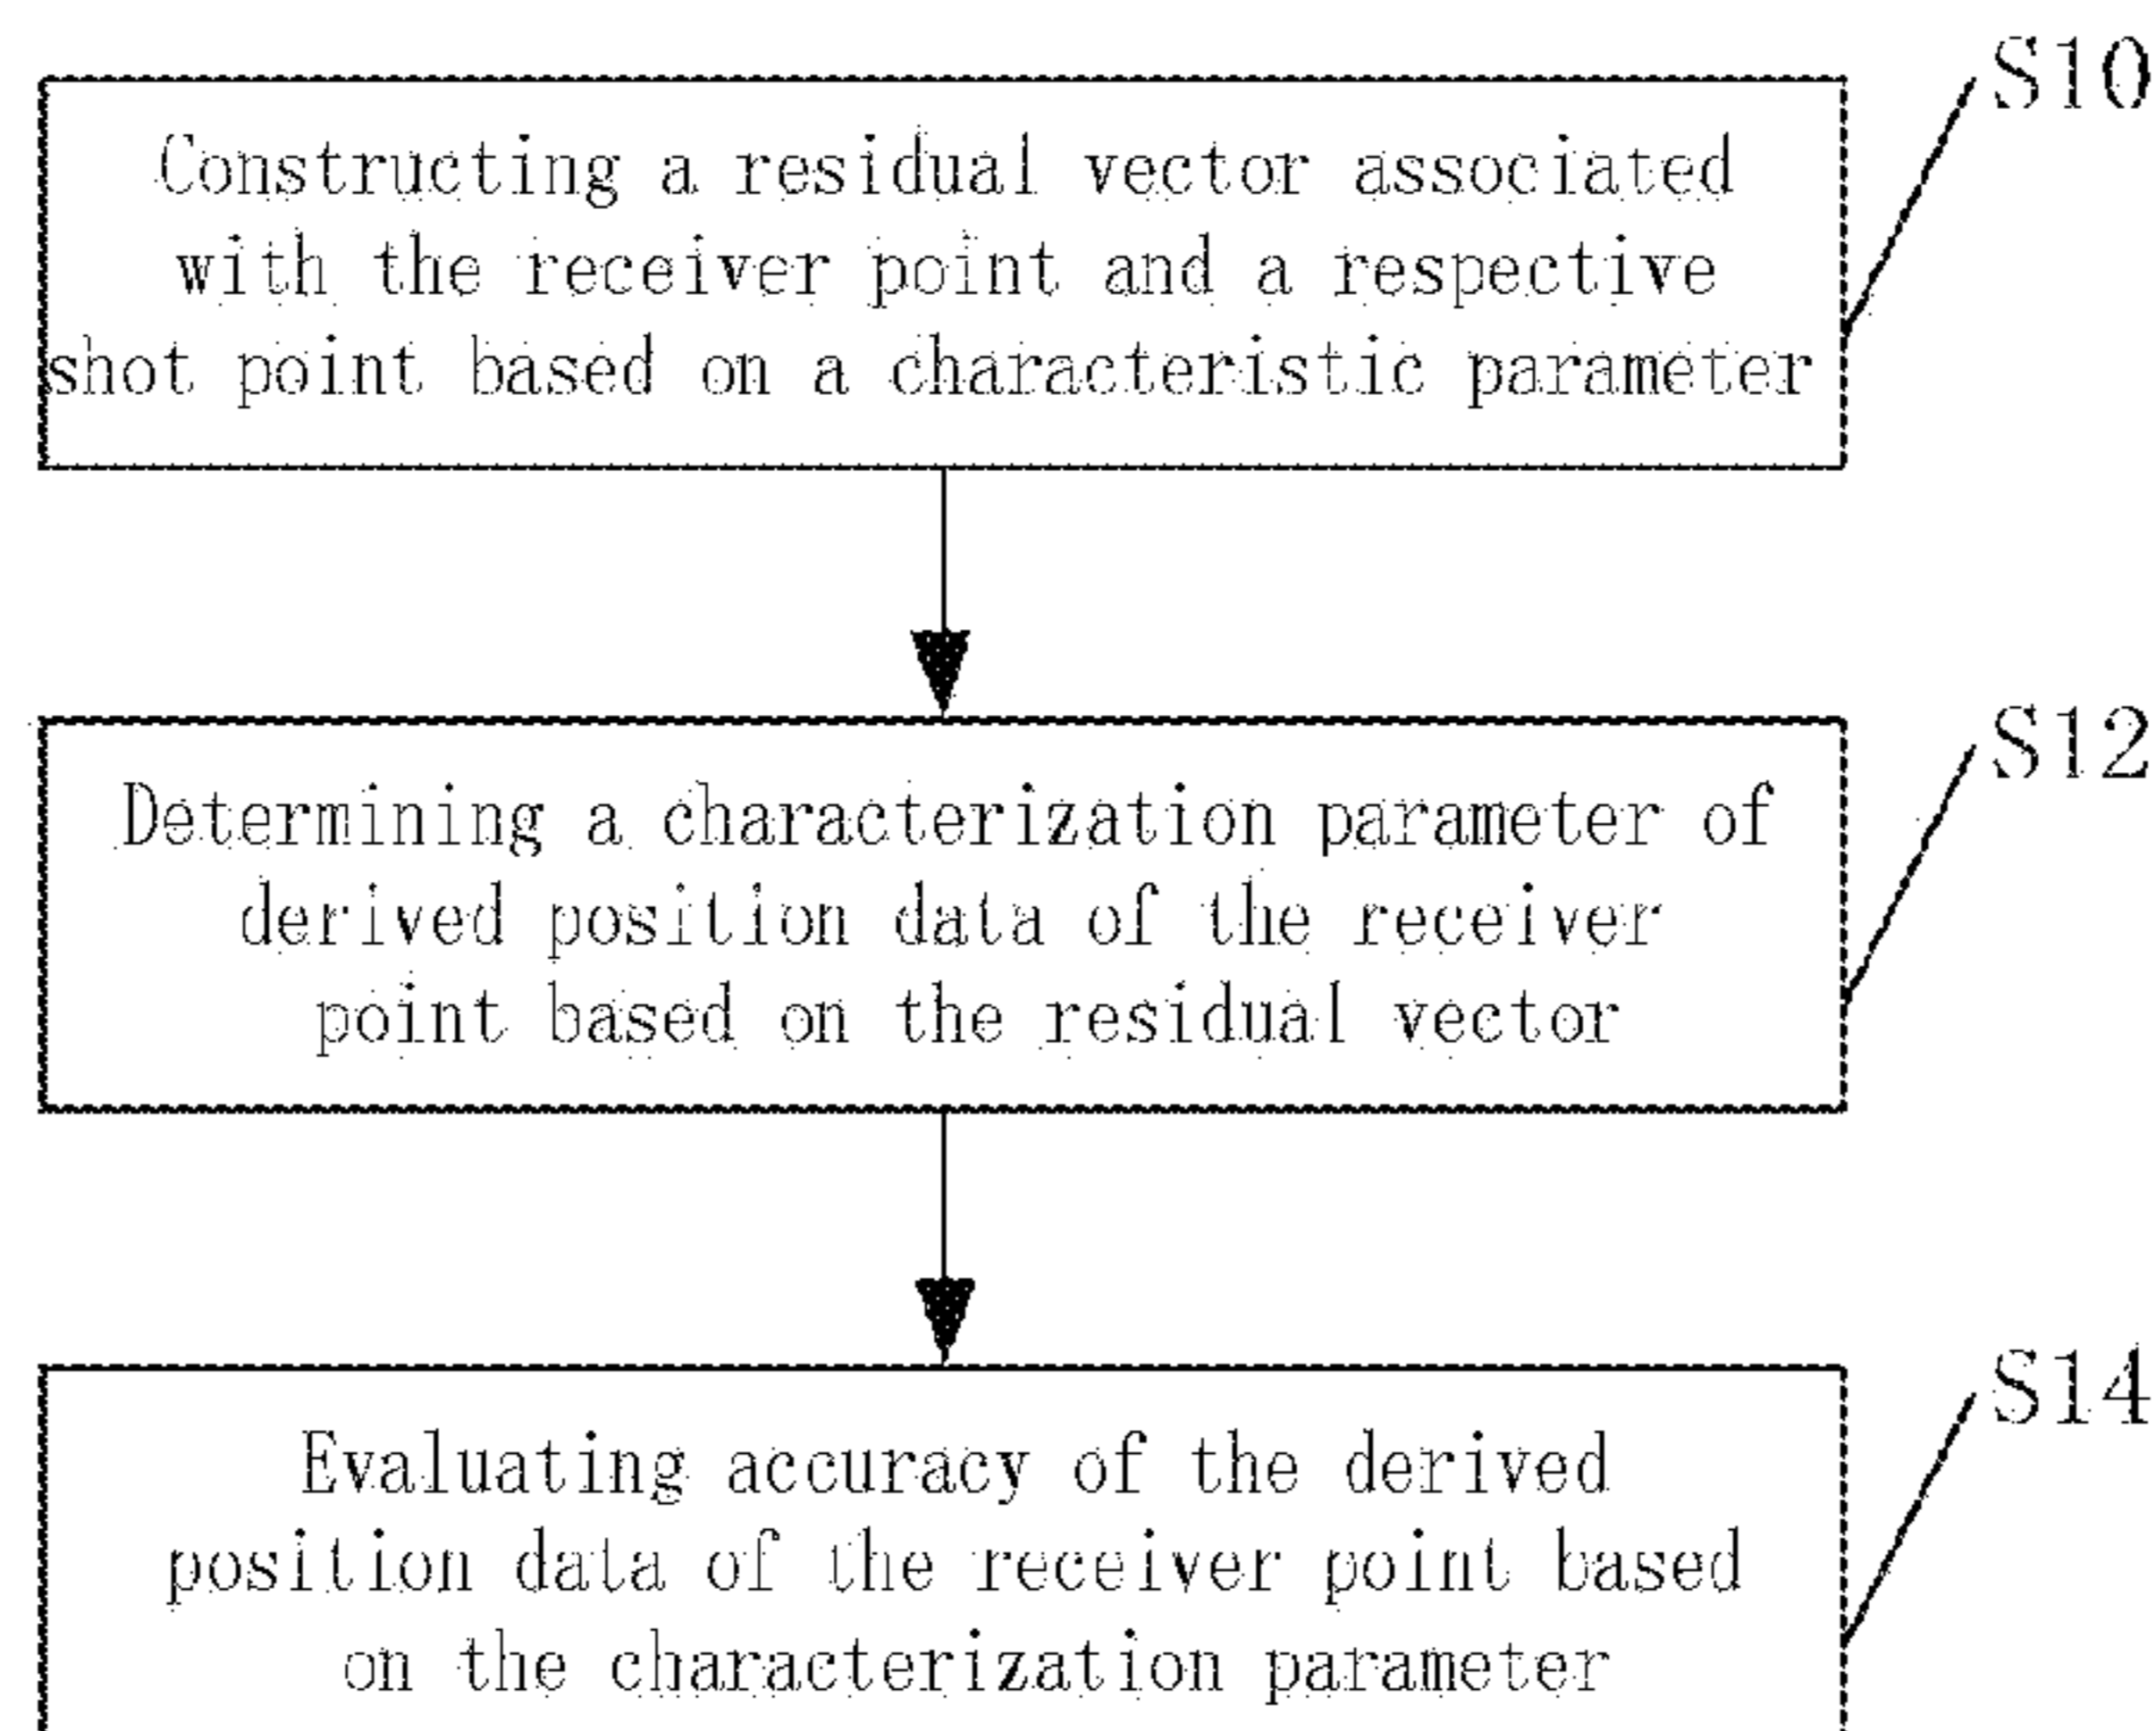 S10
Constructing a residual vector associated
with the receiver point and a respective
shot point based on a characteristic parameter
S12
Determining a characterization parameter of
derived position data of the receiver
point based on the residual vector
S14
Evaluating accuracy of the derived
position data of the receiver point based
on the characterization parameter